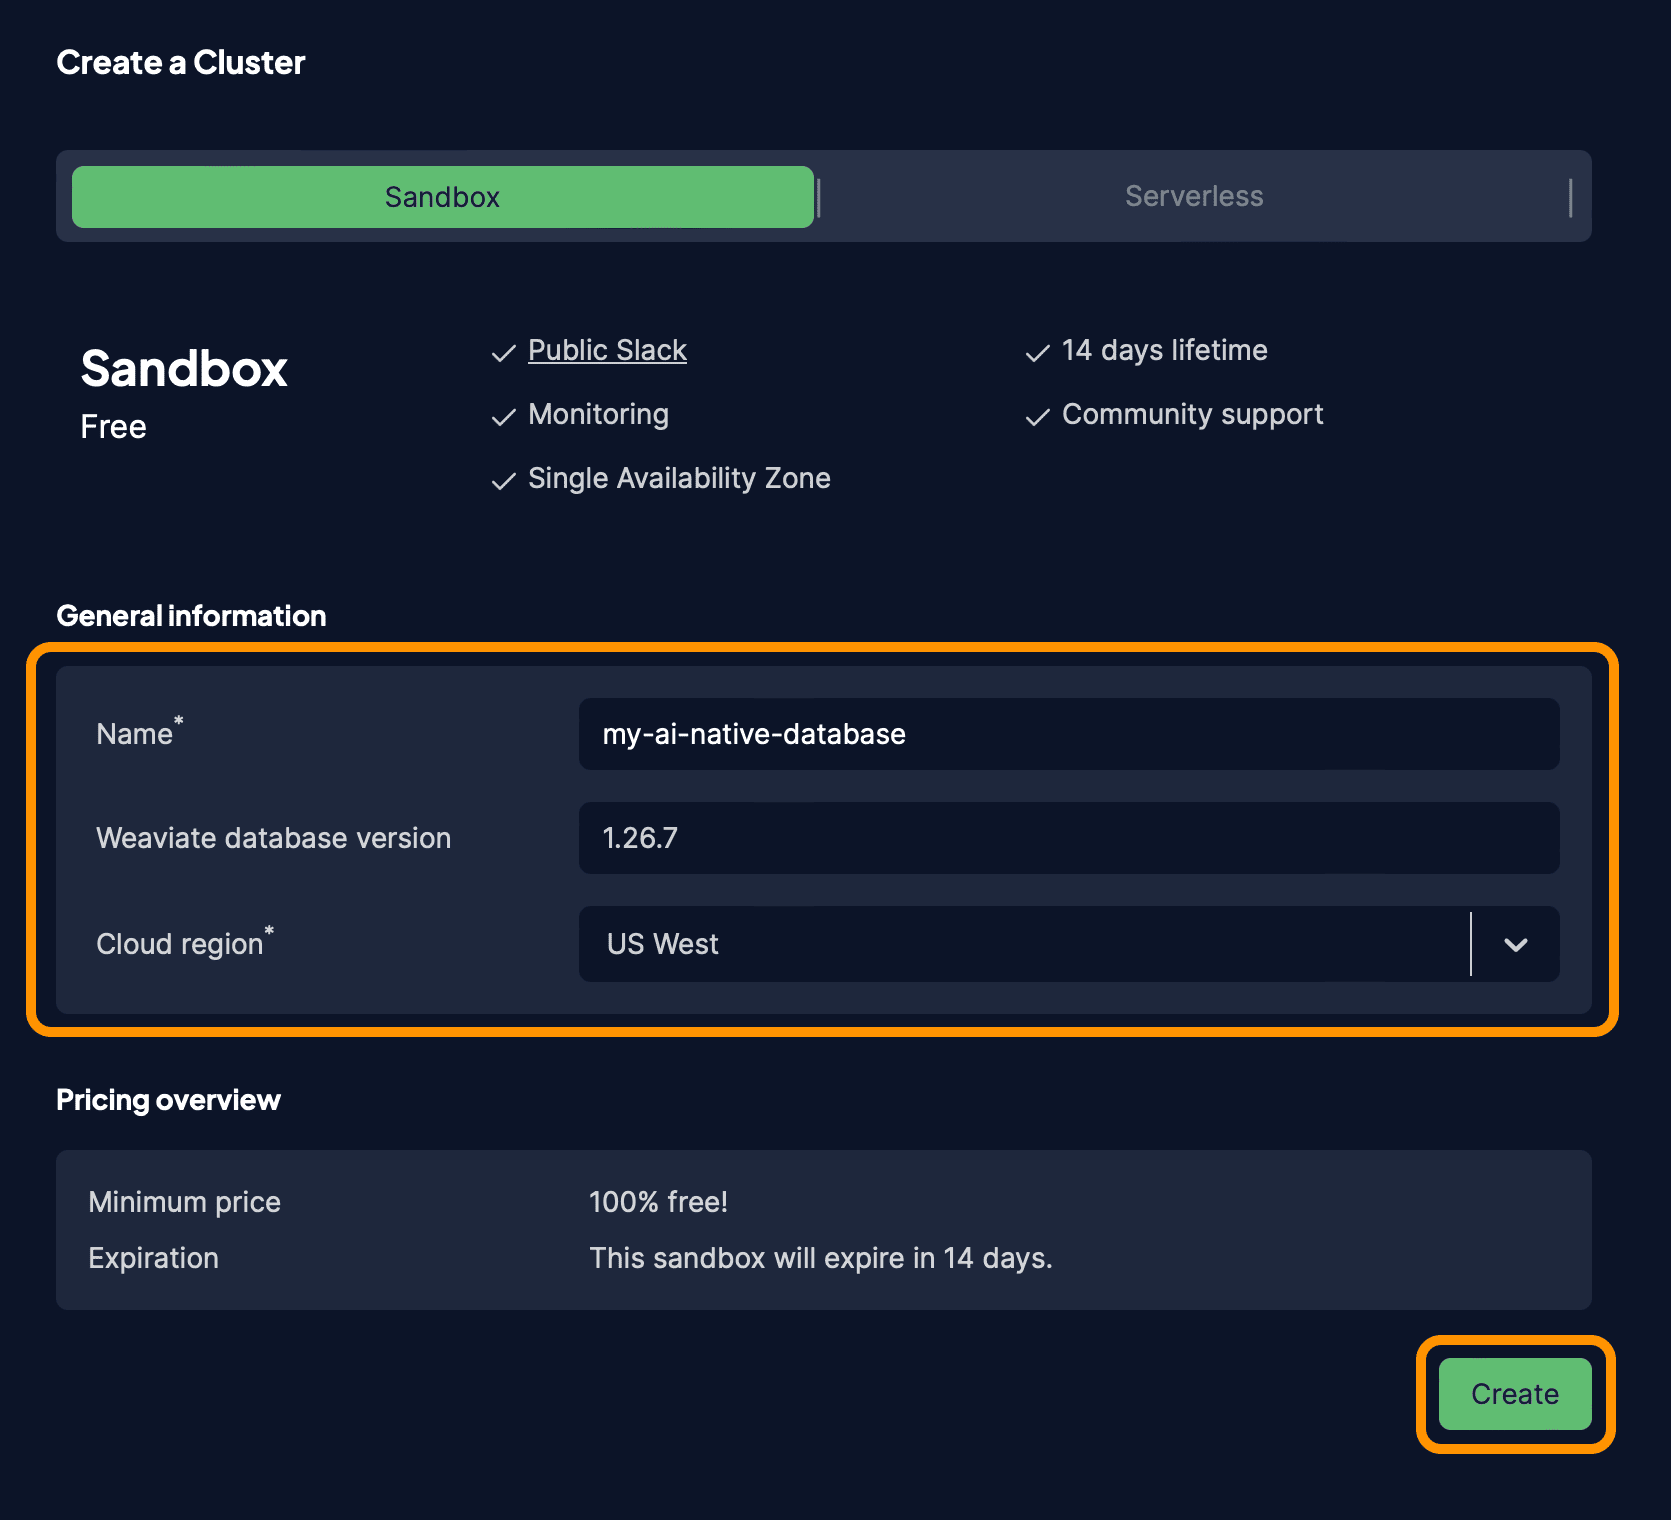 Create a Cluster
Sandbox
Serverless
Sandbox
Free
Public Slack
Monitoring
Single Availability Zone
14 days lifetime
Community support
General information
Name*
my-ai-native-database
Weaviate database version
1.26.7
Cloud region*
US West
Pricing overview
Minimum price
100% free!
Expiration
This sandbox will expire in 14 days.
Create